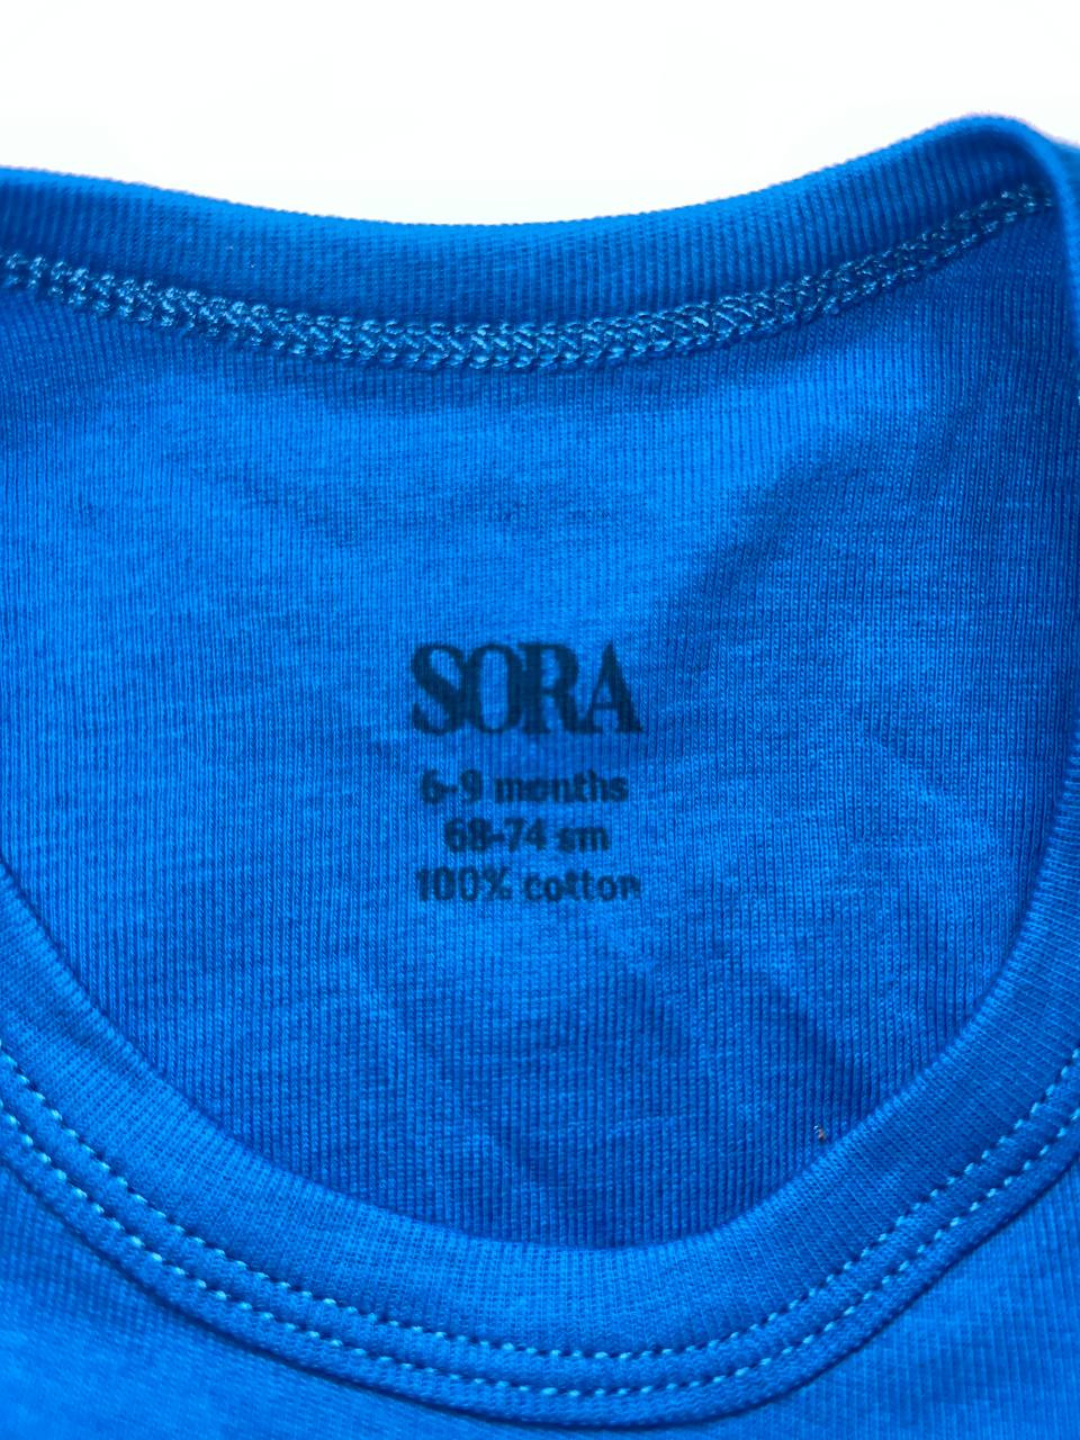 SORA
6-9 months
68-74 sm
100% cotton